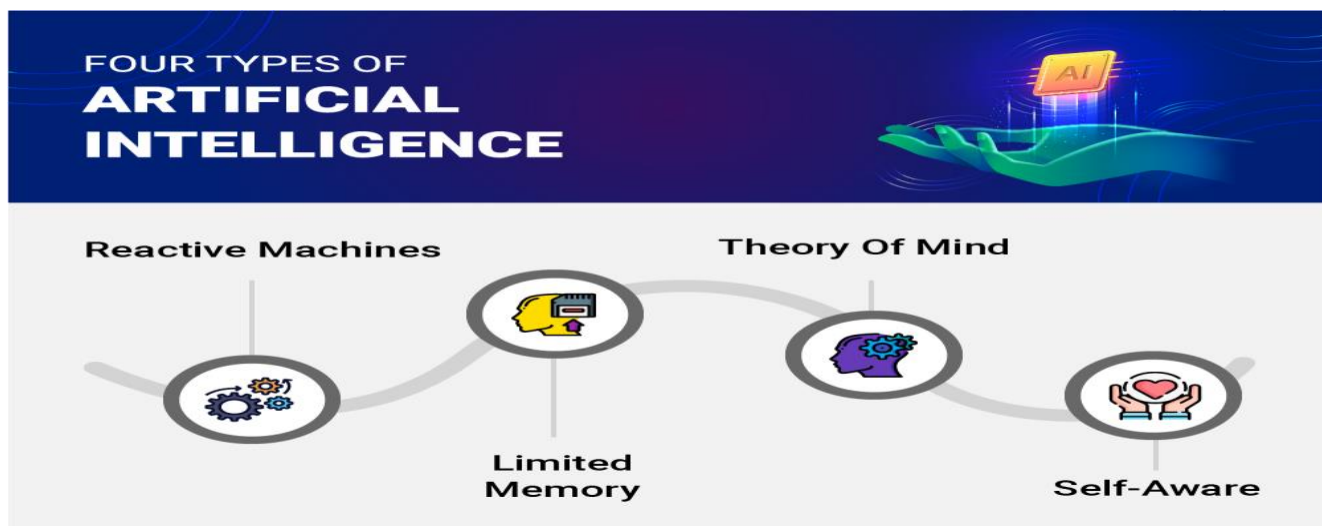 FOUR TYPES OF
ARTIFICIAL
INTELLIGENCE
AI
Reactive Machines
Theory Of Mind
Limited
Memory
Self-Aware